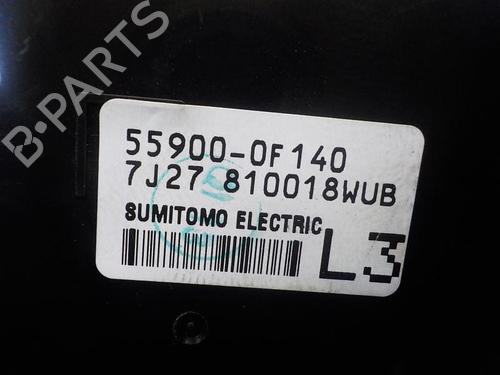 B-PARTS
55900-0F140
7J27 810018WUB
SUMITOMO ELECTRIC
L3